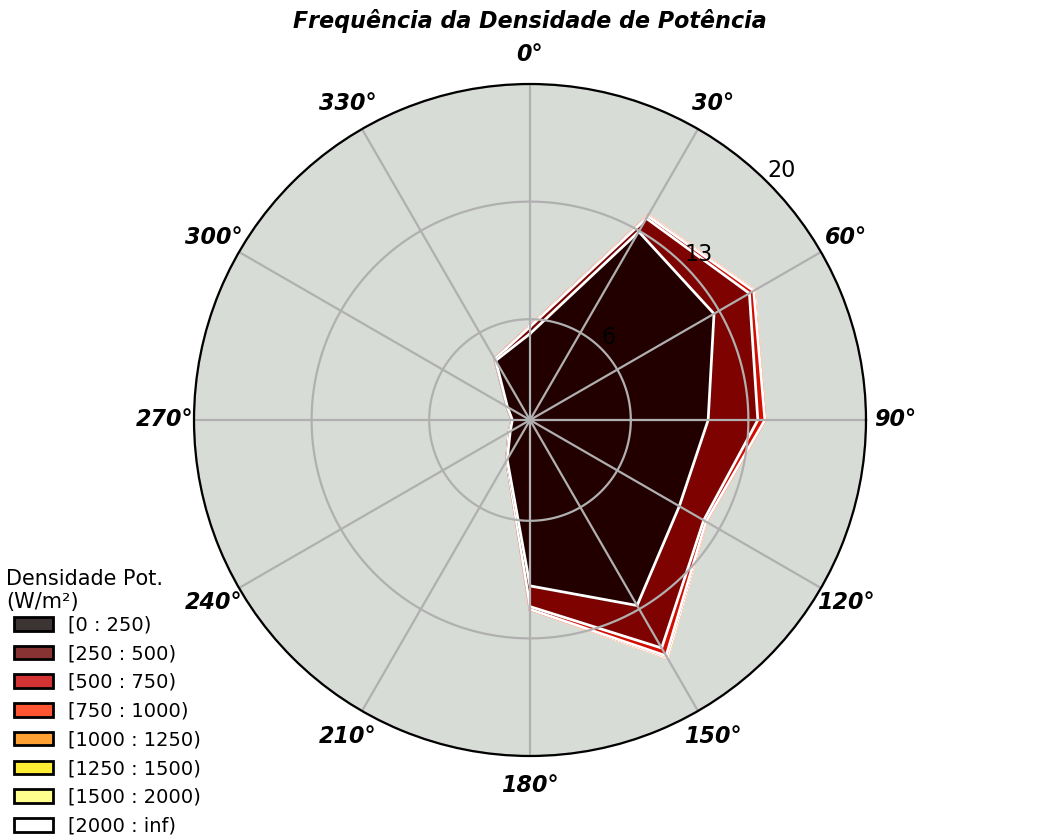 Frequência da Densidade de Potência
0°
330°
30°
20
300°
60°
13
6
270°
90°
240°
120°
210°
150°
180°
Densidade Pot.
(W/m²)
[0 : 250)
[250 : 500)
[500 : 750)
[750 : 1000)
[1000 : 1250)
[1250 : 1500)
[1500 : 2000)
[2000 : inf)